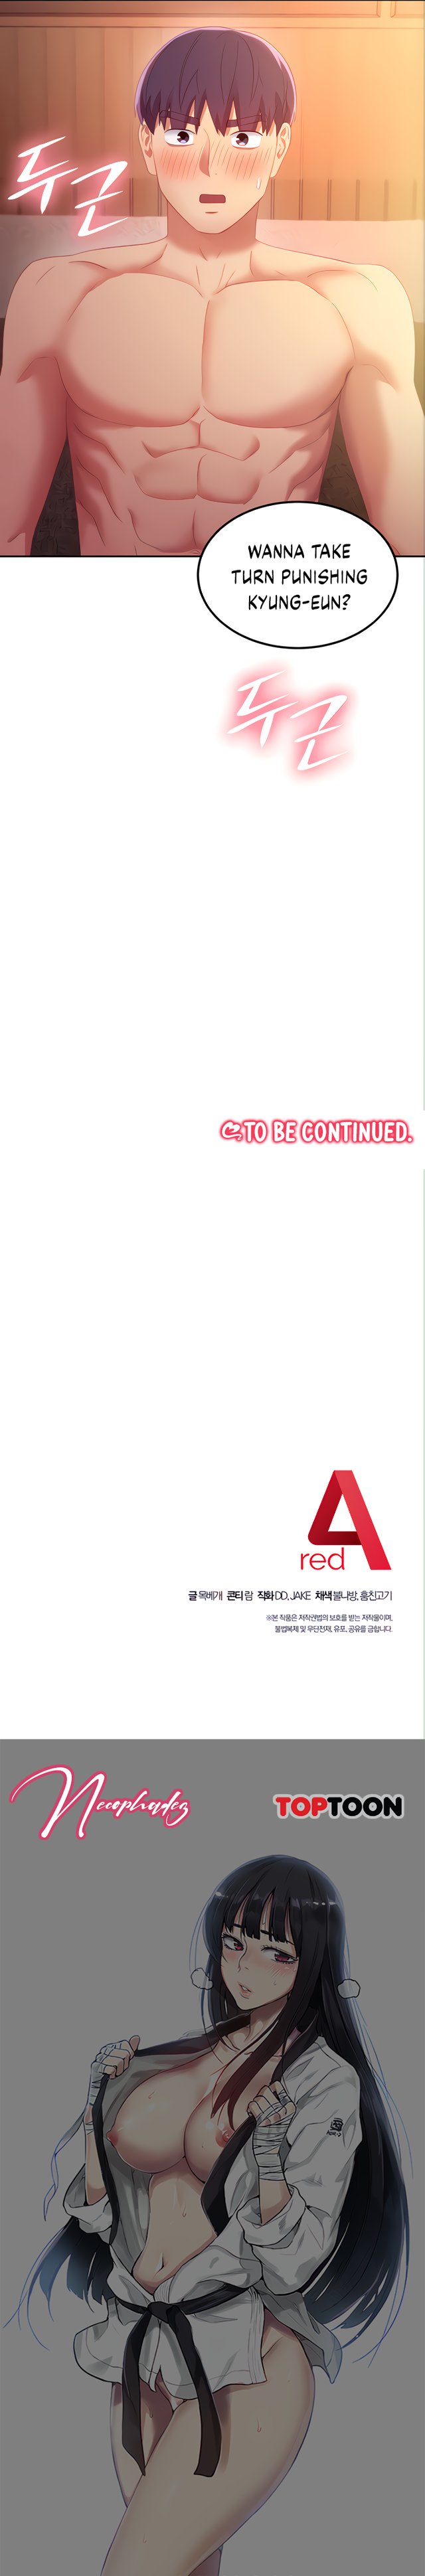 두근
WANNA TAKE
TURN PUNISHING
KYUNG-EUN?
두근
TO BE CONTINUED.
A
red
글 목베개 콘티 람 직화 DD, JAKE 채색 불나방, 훔친고기
※본 작품은 저작권법의 보호를 받는 저작물이며,
불법복제 및 무단전재, 유포, 공유를 금합니다.
Neeophudez
TOPTOON